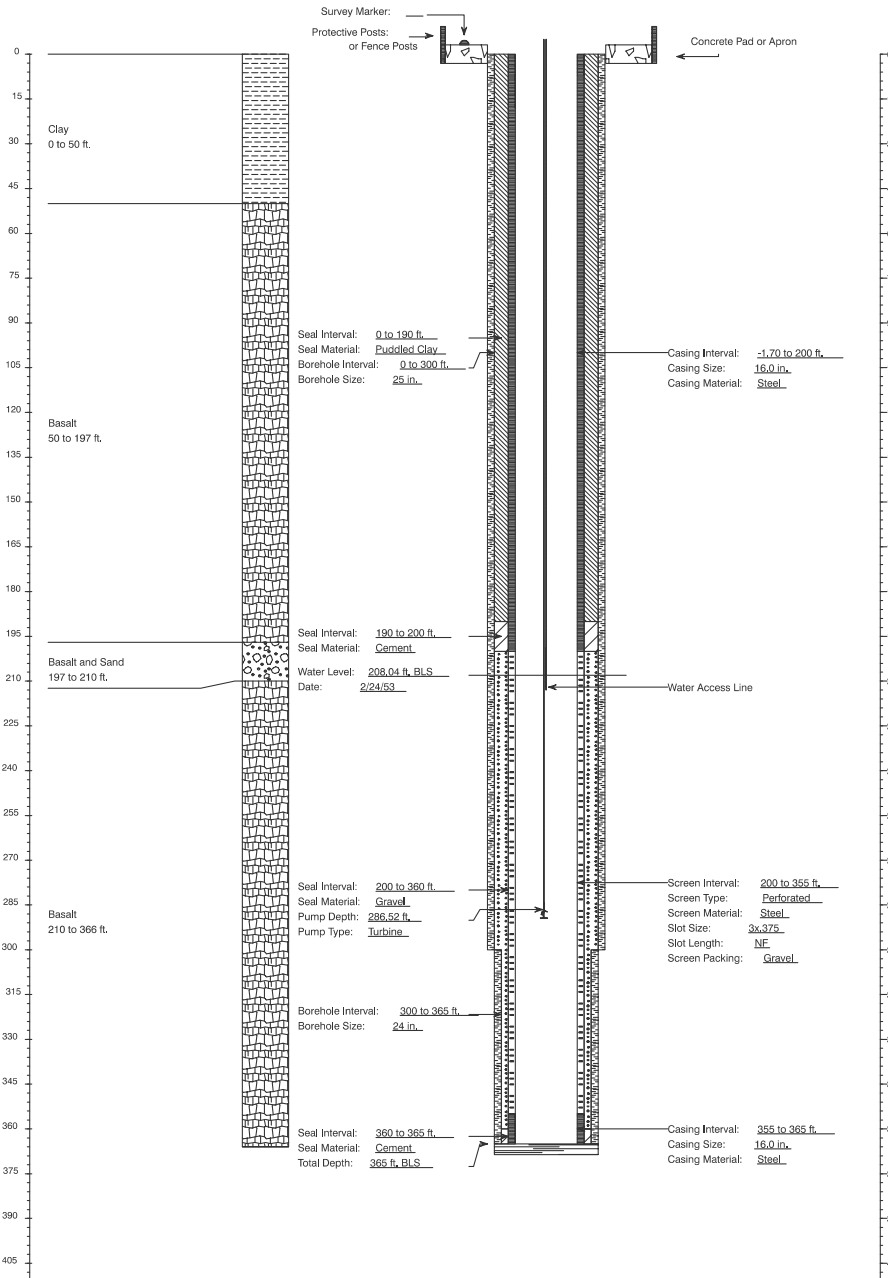 Survey Marker:
Protective Posts:
or Fence Posts
Concrete Pad or Apron
0
15
30
45
60
75
90
105
120
135
150
165
180
195
210
225
240
255
270
285
300
315
330
345
360
375
390
405
Clay
0 to 50 ft.
Basalt
50 to 197 ft.
Basalt and Sand
197 to 210 ft.
Basalt
210 to 366 ft.
Seal Interval: 0 to 190 ft.
Seal Material: Puddled Clay
Borehole Interval: 0 to 300 ft.
Borehole Size: 25 in.
Seal Interval: 190 to 200 ft.
Seal Material: Cement
Water Level: 208.04 ft. BLS
Date: 2/24/53
Seal Interval: 200 to 360 ft.
Seal Material: Gravel
Pump Depth: 286.52 ft.
Pump Type: Turbine
Borehole Interval: 300 to 365 ft.
Borehole Size: 24 in.
Seal Interval: 360 to 365 ft.
Seal Material: Cement
Total Depth: 365 ft. BLS
Casing Interval: -1.70 to 200 ft.
Casing Size: 16.0 in.
Casing Material: Steel
Water Access Line
Screen Interval: 200 to 355 ft.
Screen Type: Perforated
Screen Material: Steel
Slot Size: 3x.375
Slot Length: NF
Screen Packing: Gravel
Casing Interval: 355 to 365 ft.
Casing Size: 16.0 in.
Casing Material: Steel